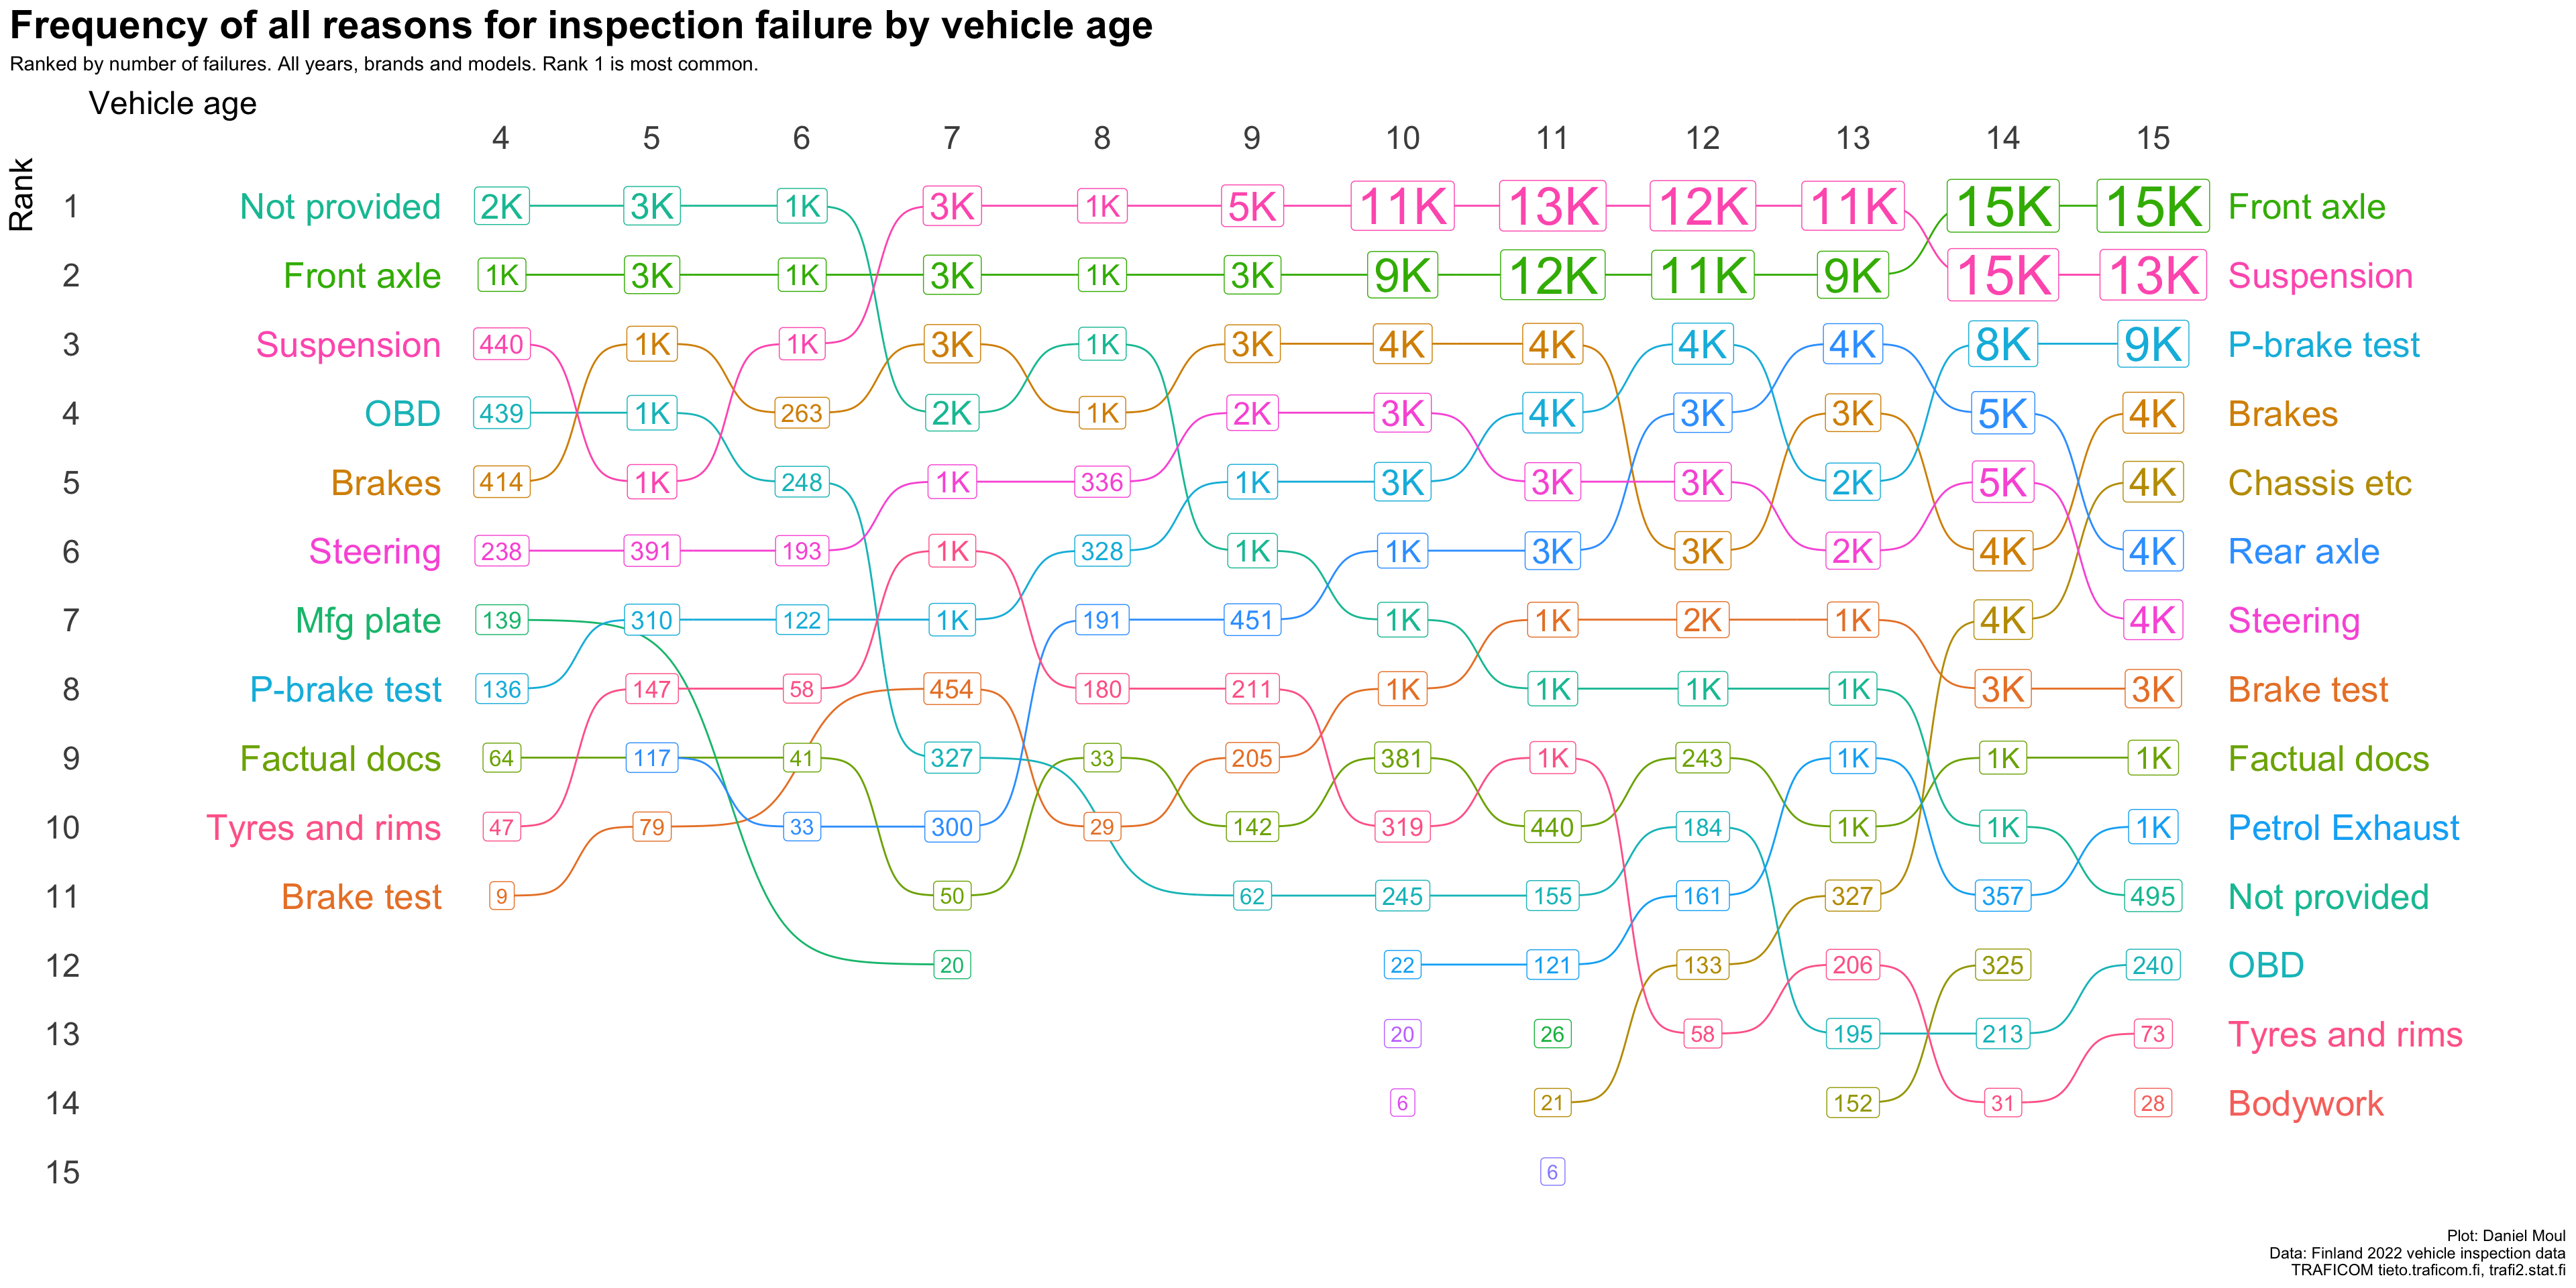 Frequency of all reasons for inspection failure by vehicle age
Ranked by number of failures. All years, brands and models. Rank 1 is most common.
Vehicle age
4 5 6 7 8 9 10 11 12 13 14 15
Rank
1 Not provided 2K 3K 1K 3K 1K 5K 11K 13K 12K 11K 15K 15K Front axle
2 Front axle 1K 3K 1K 3K 1K 3K 9K 12K 11K 9K 15K 13K Suspension
3 Suspension 440 1K 1K 3K 1K 3K 4K 4K 4K 4K 8K 9K P-brake test
4 OBD 439 1K 263 2K 1K 2K 3K 4K 3K 3K 5K 4K Brakes
5 Brakes 414 1K 248 1K 336 1K 3K 3K 3K 2K 5K 4K Chassis etc
6 Steering 238 391 193 1K 328 1K 1K 3K 3K 2K 4K 4K Rear axle
7 Mfg plate 139 310 122 1K 191 451 1K 1K 2K 1K 4K 4K Steering
8 P-brake test 136 147 58 454 180 211 1K 1K 1K 1K 3K 3K Brake test
9 Factual docs 64 117 41 327 33 205 381 1K 243 1K 1K 1K Factual docs
10 Tyres and rims 47 79 33 300 29 142 319 440 184 1K 1K 1K Petrol Exhaust
11 Brake test 9 50 62 245 155 161 327 357 495 Not provided
12 20 22 121 133 206 325 240 OBD
13 20 26 58 195 213 73 Tyres and rims
14 6 21 152 31 28 Bodywork
15 6
Plot: Daniel Moul
Data: Finland 2022 vehicle inspection data
TRAFICOM tieto.traficom.fi, trafi2.stat.fi